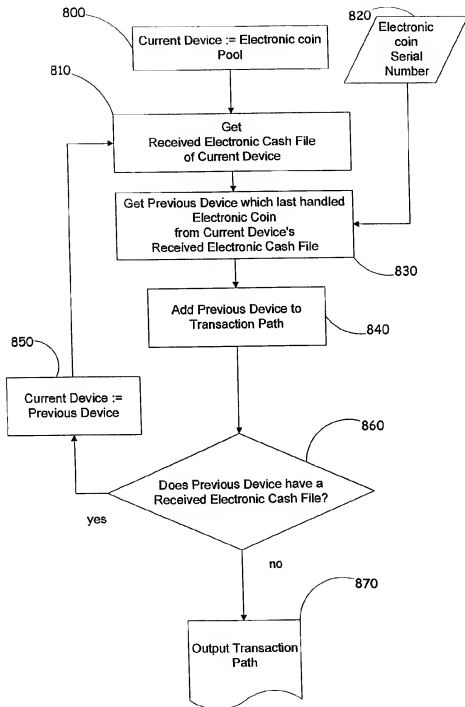 800
Current Device := Electronic coin
Pool
820
Electronic
coin
Serial
Number
810
Get
Received Electronic Cash File
of Current Device
Get Previous Device which last handled
Electronic Coin
from Current Device's
Received Electronic Cash File
830
Add Previous Device to
Transaction Path
840
850
Current Device :=
Previous Device
860
Does Previous Device have a
Received Electronic Cash File?
yes
no
870
Output Transaction
Path